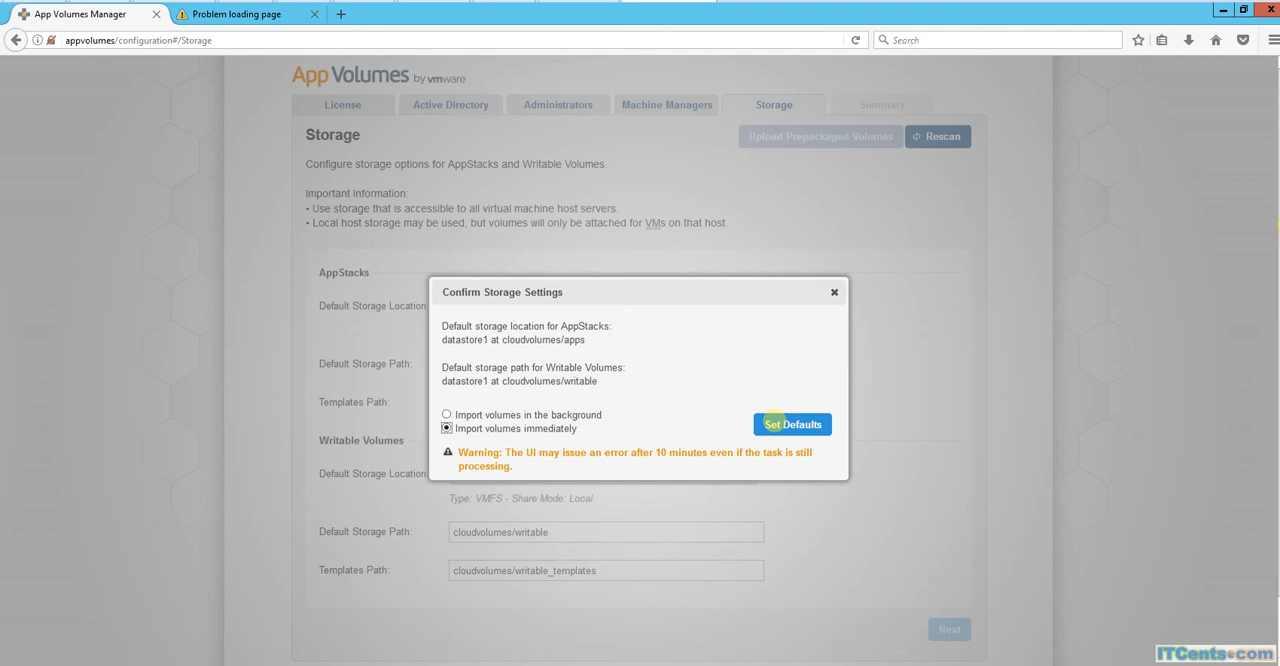 App Volumes Manager
Problem loading page
appvolumes/configuration#/Storage
Search
App Volumes by vmware
License
Active Directory
Administrators
Machine Managers
Storage
Summary
Storage
Upload Prepackaged Volumes
Rescan
Configure storage options for AppStacks and Writable Volumes.
Important Information:
• Use storage that is accessible to all virtual machine host servers.
• Local host storage may be used, but volumes will only be attached for VMs on that host.
AppStacks
Default Storage Location
Default Storage Path:
Templates Path:
Confirm Storage Settings
Default storage location for AppStacks:
datastore1 at cloudvolumes/apps
Default storage path for Writable Volumes:
datastore1 at cloudvolumes/writable
Import volumes in the background
Import volumes immediately
Set Defaults
Warning: The UI may issue an error after 10 minutes even if the task is still
processing.
Writable Volumes
Default Storage Location
Type: VMFS - Share Mode: Local
Default Storage Path:
cloudvolumes/writable
Templates Path:
cloudvolumes/writable_templates
Next
ITCents.com